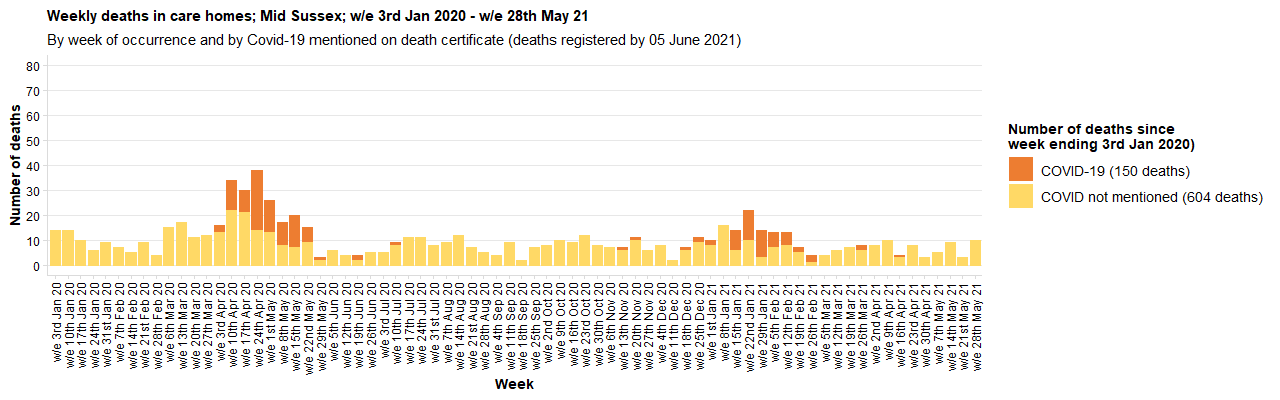 Weekly deaths in care homes; Mid Sussex; w/e 3rd Jan 2020 - w/e 28th May 21
By week of occurrence and by Covid-19 mentioned on death certificate (deaths registered by 05 June 2021)
Number of deaths
80
70
60
50
40
30
20
10
0
w/e 3rd Jan 20
w/e 10th Jan 20
w/e 17th Jan 20
w/e 24th Jan 20
w/e 31st Jan 20
w/e 7th Feb 20
w/e 14th Feb 20
w/e 21st Feb 20
w/e 28th Feb 20
w/e 6th Mar 20
w/e 13th Mar 20
w/e 20th Mar 20
w/e 27th Mar 20
w/e 3rd Apr 20
w/e 10th Apr 20
w/e 17th Apr 20
w/e 24th Apr 20
w/e 1st May 20
w/e 8th May 20
w/e 15th May 20
w/e 22nd May 20
w/e 29th May 20
w/e 5th Jun 20
w/e 12th Jun 20
w/e 19th Jun 20
w/e 26th Jun 20
w/e 3rd Jul 20
w/e 10th Jul 20
w/e 17th Jul 20
w/e 24th Jul 20
w/e 31st Jul 20
w/e 7th Aug 20
w/e 14th Aug 20
w/e 21st Aug 20
w/e 28th Aug 20
w/e 4th Sep 20
w/e 11th Sep 20
w/e 18th Sep 20
w/e 25th Sep 20
w/e 2nd Oct 20
w/e 9th Oct 20
w/e 16th Oct 20
w/e 23rd Oct 20
w/e 30th Oct 20
w/e 6th Nov 20
w/e 13th Nov 20
w/e 20th Nov 20
w/e 27th Nov 20
w/e 4th Dec 20
w/e 11th Dec 20
w/e 18th Dec 20
w/e 25th Dec 20
w/e 1st Jan 21
w/e 8th Jan 21
w/e 15th Jan 21
w/e 22nd Jan 21
w/e 29th Jan 21
w/e 5th Feb 21
w/e 12th Feb 21
w/e 19th Feb 21
w/e 26th Feb 21
w/e 5th Mar 21
w/e 12th Mar 21
w/e 19th Mar 21
w/e 26th Mar 21
w/e 2nd Apr 21
w/e 9th Apr 21
w/e 16th Apr 21
w/e 23rd Apr 21
w/e 30th Apr 21
w/e 7th May 21
w/e 14th May 21
w/e 21st May 21
w/e 28th May 21
Week
Number of deaths since
week ending 3rd Jan 2020)
COVID-19 (150 deaths)
COVID not mentioned (604 deaths)